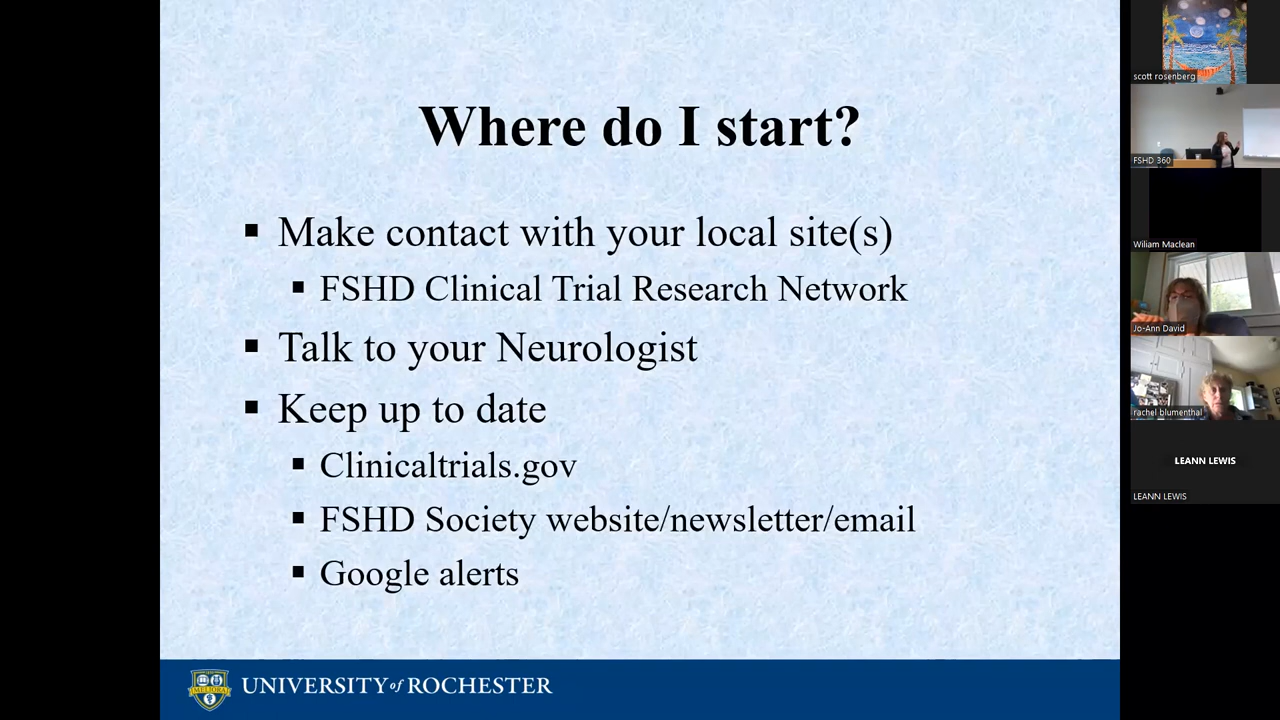 Where do I start?
Make contact with your local site(s)
FSHD Clinical Trial Research Network
Talk to your Neurologist
Keep up to date
Clinicaltrials.gov
FSHD Society website/newsletter/email
Google alerts
MELIORA
UNIVERSITY of ROCHESTER
scott rosenberg
FSHD 360
Wiliam Maclean
Jo-Ann David
rachel blumenthal
LEANN LEWIS
LEANN LEWIS